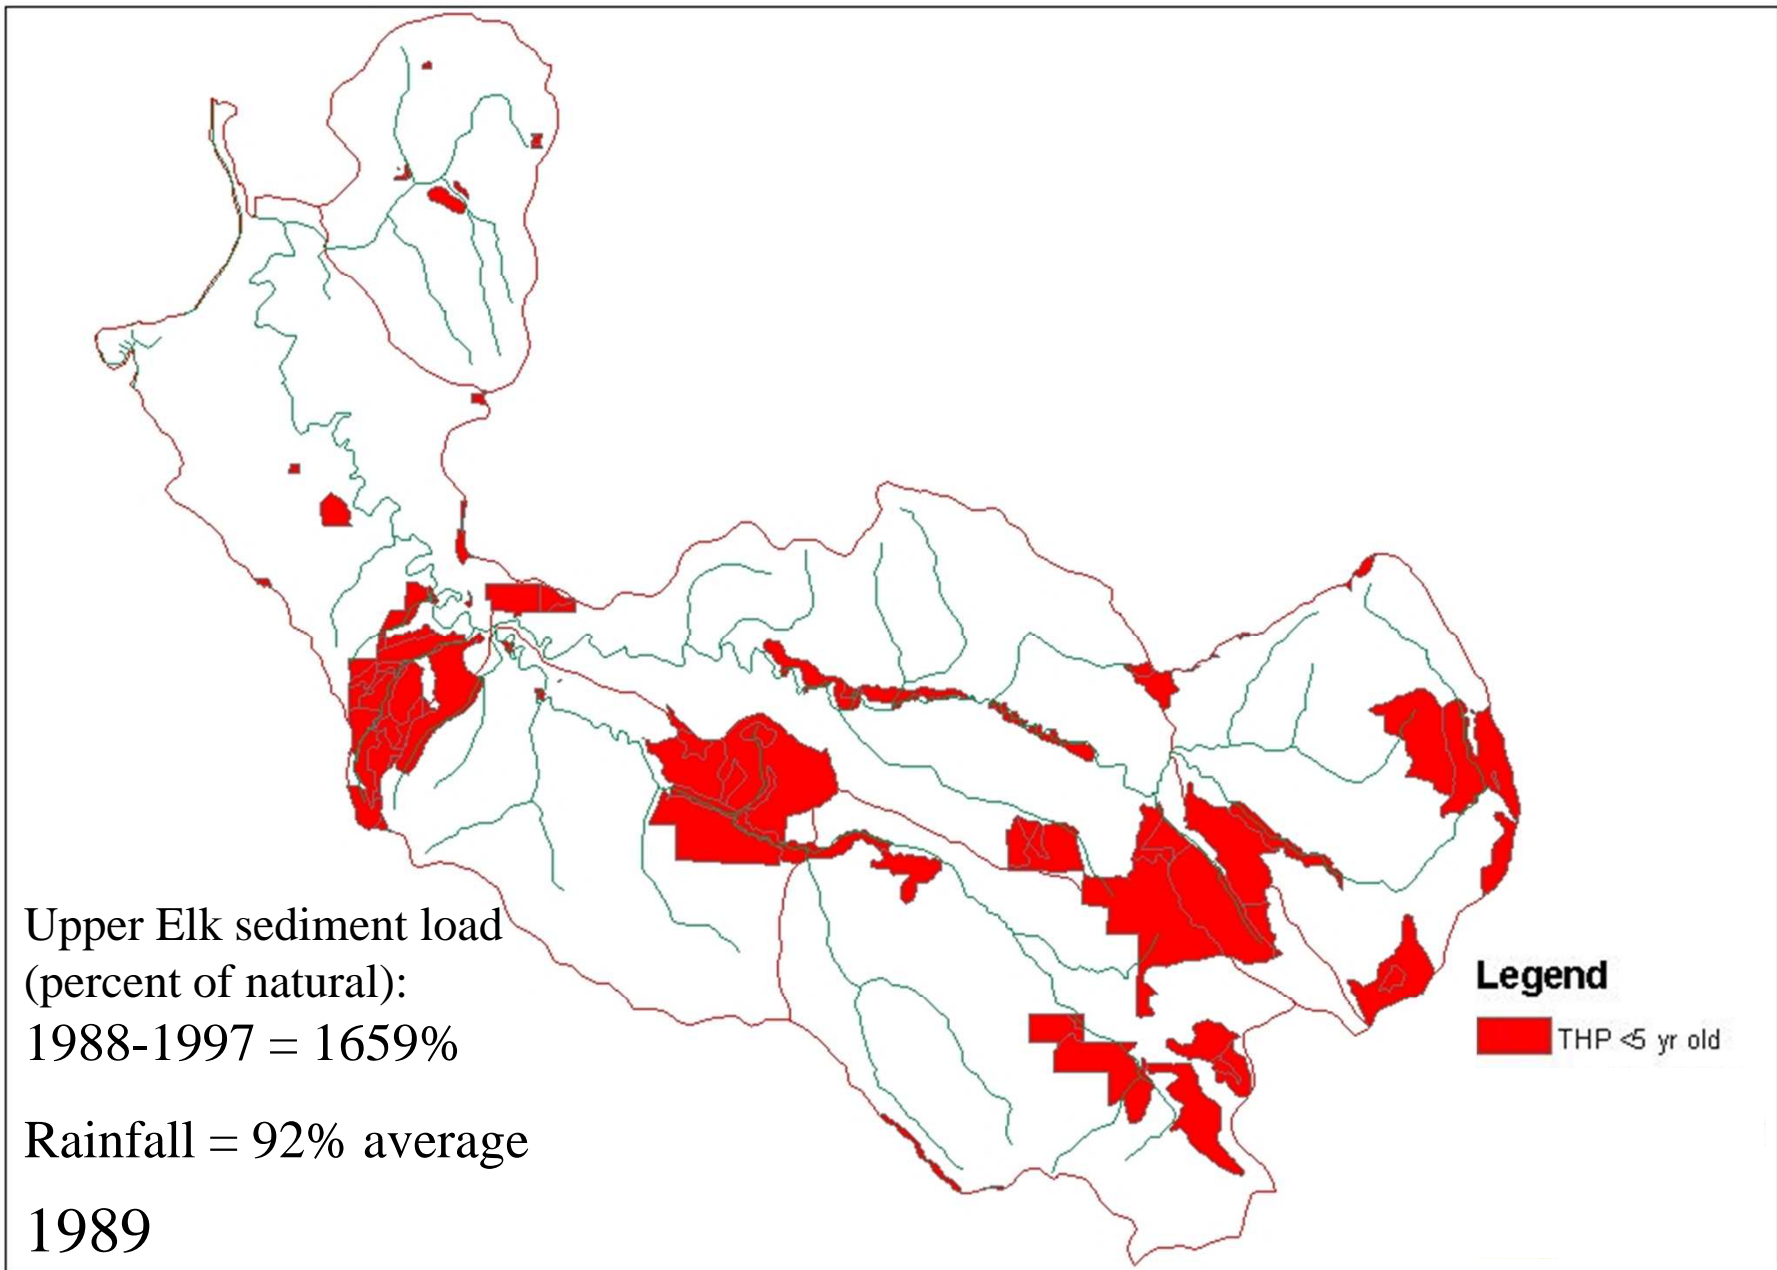 Upper Elk sediment load
(percent of natural):
1988-1997 = 1659%
Rainfall = 92% average
1989
Legend
THP <5 yr old